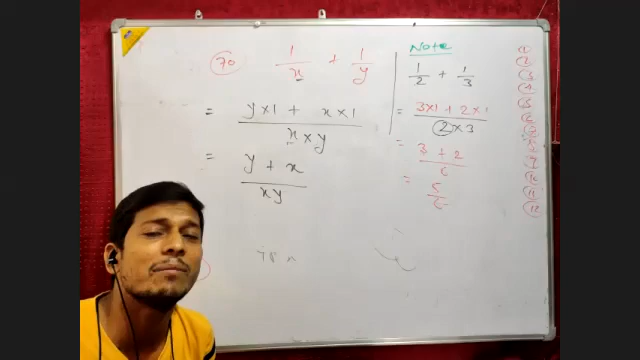 70 1/x + 1/y
= (y×1 + x×1)/(x×y)
= (y + x)/(xy)
Note
1/2 + 1/3
= (3×1 + 2×1)/(2×3)
= (3 + 2)/6
= 5/6
1
2
3
4
5
6
7
8
9
10
11
12